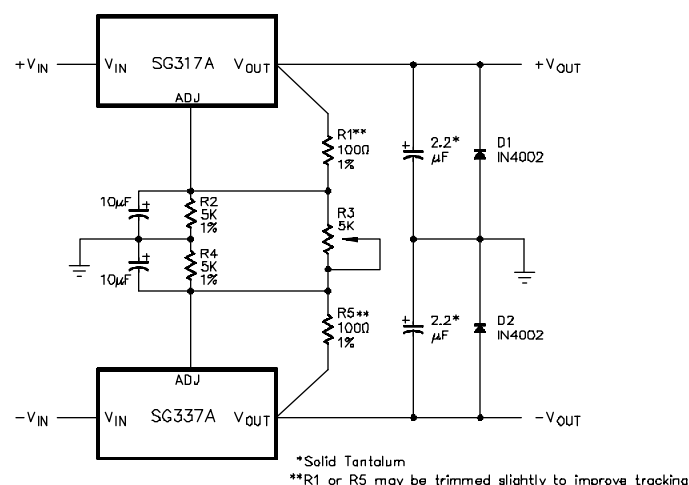 SG317A
+VIN VIN VOUT +VOUT
ADJ
R1**
100Ω
1%
2.2*
μF
D1
IN4002
10μF
R2
5K
1%
R3
5K
10μF
R4
5K
1%
R5**
100Ω
1%
2.2*
μF
D2
IN4002
ADJ
-VIN VIN SG337A VOUT -VOUT
*Solid Tantalum
**R1 or R5 may be trimmed slightly to improve tracking